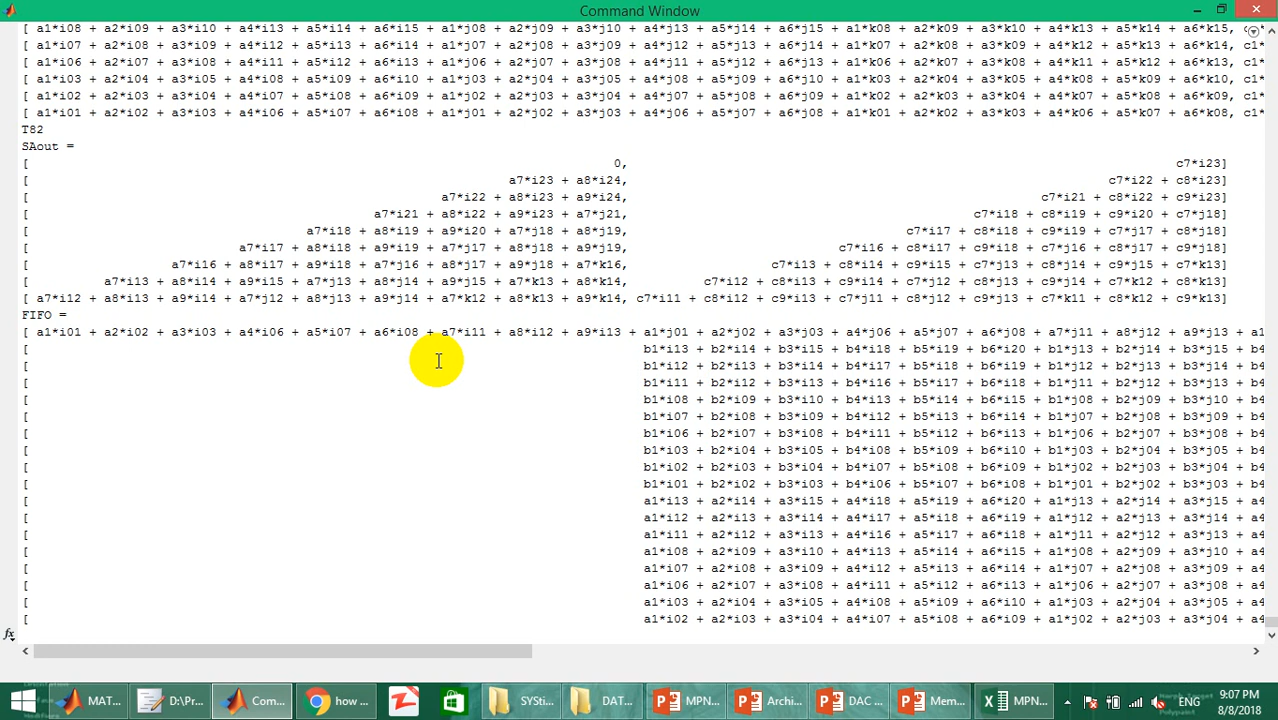 Command Window
[ a1*i08 + a2*i09 + a3*i10 + a4*i13 + a5*i14 + a6*i15 + a1*j08 + a2*j09 + a3*j10 + a4*j13 + a5*j14 + a6*j15 + a1*k08 + a2*k09 + a3*k10 + a4*k13 + a5*k14 + a6*k15,
[ a1*i07 + a2*i08 + a3*i09 + a4*i12 + a5*i13 + a6*i14 + a1*j07 + a2*j08 + a3*j09 + a4*j12 + a5*j13 + a6*j14 + a1*k07 + a2*k08 + a3*k09 + a4*k12 + a5*k13 + a6*k14, c1*
[ a1*i06 + a2*i07 + a3*i08 + a4*i11 + a5*i12 + a6*i13 + a1*j06 + a2*j07 + a3*j08 + a4*j11 + a5*j12 + a6*j13 + a1*k06 + a2*k07 + a3*k08 + a4*k11 + a5*k12 + a6*k13, c1*
[ a1*i03 + a2*i04 + a3*i05 + a4*i08 + a5*i09 + a6*i10 + a1*j03 + a2*j04 + a3*j05 + a4*j08 + a5*j09 + a6*j10 + a1*k03 + a2*k04 + a3*k05 + a4*k08 + a5*k09 + a6*k10, c1*
[ a1*i02 + a2*i03 + a3*i04 + a4*i07 + a5*i08 + a6*i09 + a1*j02 + a2*j03 + a3*j04 + a4*j07 + a5*j08 + a6*j09 + a1*k02 + a2*k03 + a3*k04 + a4*k07 + a5*k08 + a6*k09, c1*
[ a1*i01 + a2*i02 + a3*i03 + a4*i06 + a5*i07 + a6*i08 + a1*j01 + a2*j02 + a3*j03 + a4*j06 + a5*j07 + a6*j08 + a1*k01 + a2*k02 + a3*k03 + a4*k06 + a5*k07 + a6*k08, c1*
T82
SAout =
[ 0, c7*i23]
[ a7*i23 + a8*i24, c7*i22 + c8*i23]
[ a7*i22 + a8*i23 + a9*i24, c7*i21 + c8*i22 + c9*i23]
[ a7*i21 + a8*i22 + a9*i23 + a7*j21, c7*i18 + c8*i19 + c9*i20 + c7*j18]
[ a7*i18 + a8*i19 + a9*i20 + a7*j18 + a8*j19, c7*i17 + c8*i18 + c9*i19 + c7*j17 + c8*j18]
[ a7*i17 + a8*i18 + a9*i19 + a7*j17 + a8*j18 + a9*j19, c7*i16 + c8*i17 + c9*i18 + c7*j16 + c8*j17 + c9*j18]
[ a7*i16 + a8*i17 + a9*i18 + a7*j16 + a8*j17 + a9*j18 + a7*k16, c7*i13 + c8*i14 + c9*i15 + c7*j13 + c8*j14 + c9*j15 + c7*k13]
[ a7*i13 + a8*i14 + a9*i15 + a7*j13 + a8*j14 + a9*j15 + a7*k13 + a8*k14, c7*i12 + c8*i13 + c9*i14 + c7*j12 + c8*j13 + c9*j14 + c7*k12 + c8*k13]
[ a7*i12 + a8*i13 + a9*i14 + a7*j12 + a8*j13 + a9*j14 + a7*k12 + a8*k13 + a9*k14, c7*i11 + c8*i12 + c9*i13 + c7*j11 + c8*j12 + c9*j13 + c7*k11 + c8*k12 + c9*k13]
FIFO =
[ a1*i01 + a2*i02 + a3*i03 + a4*i06 + a5*i07 + a6*i08 + a7*i11 + a8*i12 + a9*i13 + a1*j01 + a2*j02 + a3*j03 + a4*j06 + a5*j07 + a6*j08 + a7*j11 + a8*j12 + a9*j13 + a1
[ b1*i13 + b2*i14 + b3*i15 + b4*i18 + b5*i19 + b6*i20 + b1*j13 + b2*j14 + b3*j15 + b4
[ b1*i12 + b2*i13 + b3*i14 + b4*i17 + b5*i18 + b6*i19 + b1*j12 + b2*j13 + b3*j14 + b4
[ b1*i11 + b2*i12 + b3*i13 + b4*i16 + b5*i17 + b6*i18 + b1*j11 + b2*j12 + b3*j13 + b4
[ b1*i08 + b2*i09 + b3*i10 + b4*i13 + b5*i14 + b6*i15 + b1*j08 + b2*j09 + b3*j10 + b4
[ b1*i07 + b2*i08 + b3*i09 + b4*i12 + b5*i13 + b6*i14 + b1*j07 + b2*j08 + b3*j09 + b4
[ b1*i06 + b2*i07 + b3*i08 + b4*i11 + b5*i12 + b6*i13 + b1*j06 + b2*j07 + b3*j08 + b4
[ b1*i03 + b2*i04 + b3*i05 + b4*i08 + b5*i09 + b6*i10 + b1*j03 + b2*j04 + b3*j05 + b4
[ b1*i02 + b2*i03 + b3*i04 + b4*i07 + b5*i08 + b6*i09 + b1*j02 + b2*j03 + b3*j04 + b4
[ b1*i01 + b2*i02 + b3*i03 + b4*i06 + b5*i07 + b6*i08 + b1*j01 + b2*j02 + b3*j03 + b4
[ a1*i13 + a2*i14 + a3*i15 + a4*i18 + a5*i19 + a6*i20 + a1*j13 + a2*j14 + a3*j15 + a4
[ a1*i12 + a2*i13 + a3*i14 + a4*i17 + a5*i18 + a6*i19 + a1*j12 + a2*j13 + a3*j14 + a4
[ a1*i11 + a2*i12 + a3*i13 + a4*i16 + a5*i17 + a6*i18 + a1*j11 + a2*j12 + a3*j13 + a4
[ a1*i08 + a2*i09 + a3*i10 + a4*i13 + a5*i14 + a6*i15 + a1*j08 + a2*j09 + a3*j10 + a4
[ a1*i07 + a2*i08 + a3*i09 + a4*i12 + a5*i13 + a6*i14 + a1*j07 + a2*j08 + a3*j09 + a4
[ a1*i06 + a2*i07 + a3*i08 + a4*i11 + a5*i12 + a6*i13 + a1*j06 + a2*j07 + a3*j08 + a4
[ a1*i03 + a2*i04 + a3*i05 + a4*i08 + a5*i09 + a6*i10 + a1*j03 + a2*j04 + a3*j05 + a4
[ a1*i02 + a2*i03 + a3*i04 + a4*i07 + a5*i08 + a6*i09 + a1*j02 + a2*j03 + a3*j04 + a4
fx
MAT... D:\Pr... Com... how ... SYSti... DAT... MPN... Archi... DAC ... Mem... MPN... ENG 9:07 PM
8/8/2018